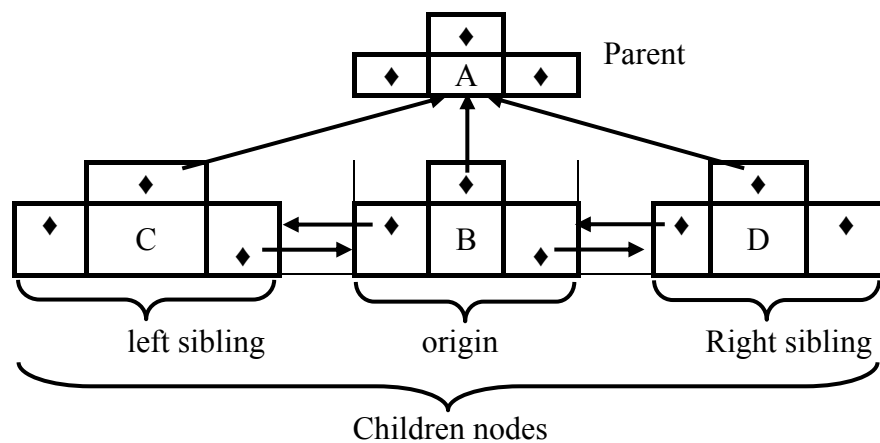 A Parent
C B D
left sibling origin Right sibling
Children nodes